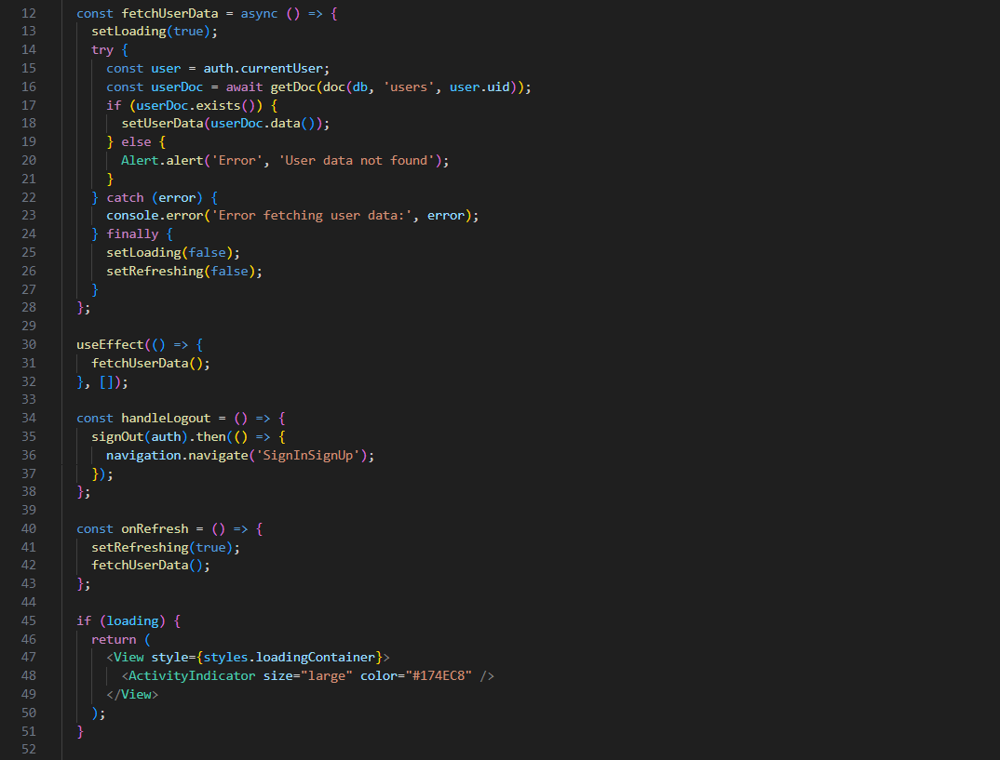 12 const fetchUserData = async () => {
13 setLoading(true);
14 try {
15 const user = auth.currentUser;
16 const userDoc = await getDoc(doc(db, 'users', user.uid));
17 if (userDoc.exists()) {
18 setUserData(userDoc.data());
19 } else {
20 Alert.alert('Error', 'User data not found');
21 }
22 } catch (error) {
23 console.error('Error fetching user data:', error);
24 } finally {
25 setLoading(false);
26 setRefreshing(false);
27 }
28 };
29
30 useEffect(() => {
31 fetchUserData();
32 }, []);
33
34 const handleLogout = () => {
35 signOut(auth).then(() => {
36 navigation.navigate('SignInSignUp');
37 });
38 };
39
40 const onRefresh = () => {
41 setRefreshing(true);
42 fetchUserData();
43 };
44
45 if (loading) {
46 return (
47 <View style={styles.loadingContainer}>
48 <ActivityIndicator size="large" color="#174EC8" />
49 </View>
50 );
51 }
52